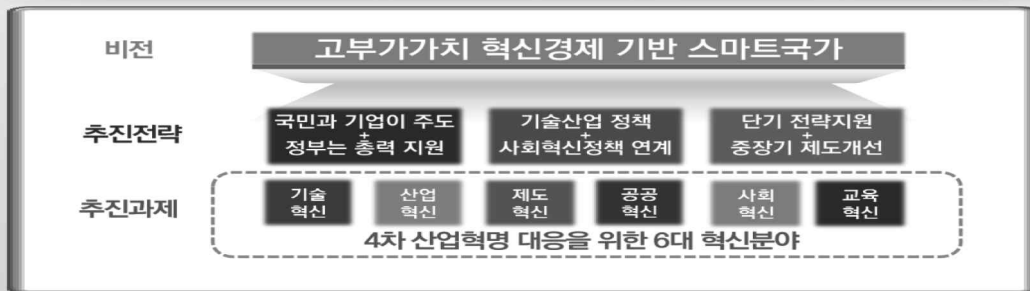 비전
고부가가치 혁신경제 기반 스마트국가
추진전략
국민과 기업이 주도
+
정부는 총력 지원
기술산업 정책
+
사회혁신정책 연계
단기 전략지원
+
중장기 제도개선
추진과제
기술
혁신
산업
혁신
제도
혁신
공공
혁신
사회
혁신
교육
혁신
4차 산업혁명 대응을 위한 6대 혁신분야